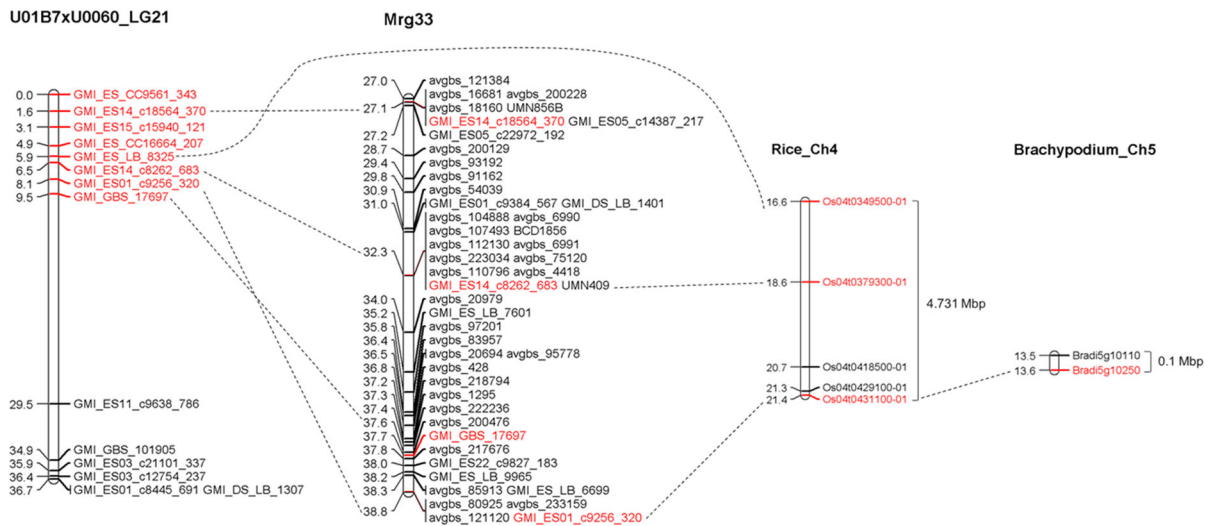 U01B7xU0060_LG21
0.0 GMI_ES_CC9561_343
1.6 GMI_ES14_c18564_370
3.1 GMI_ES15_c15940_121
4.9 GMI_ES_CC16664_207
5.9 GMI_ES_LB_8325
6.5 GMI_ES14_c8262_683
8.1 GMI_ES01_c9256_320
9.5 GMI_GBS_17697
29.5 GMI_ES11_c9638_786
34.9 GMI_GBS_101905
35.9 GMI_ES03_c21101_337
36.4 GMI_ES03_c12754_237
36.7 GMI_ES01_c8445_691 GMI_DS_LB_1307
Mrg33
27.0 avgbs_121384
avgbs_16681 avgbs_200228
27.1 avgbs_18160 UMN856B
GMI_ES14_c18564_370 GMI_ES05_c14387_217
27.2 GMI_ES05_c22972_192
28.7 avgbs_200129
29.4 avgbs_93192
29.8 avgbs_91162
30.9 avgbs_54039
31.0 GMI_ES01_c9384_567 GMI_DS_LB_1401
avgbs_104888 avgbs_6990
avgbs_107493 BCD1856
32.3 avgbs_112130 avgbs_6991
avgbs_223034 avgbs_75120
avgbs_110796 avgbs_4418
GMI_ES14_c8262_683 UMN409
34.0 avgbs_20979
35.2 GMI_ES_LB_7601
35.8 avgbs_97201
36.4 avgbs_83957
36.5 avgbs_20694 avgbs_95778
36.8 avgbs_428
37.2 avgbs_218794
37.3 avgbs_1295
37.4 avgbs_222236
37.6 avgbs_200476
37.7 GMI_GBS_17697
37.8 avgbs_217676
38.0 GMI_ES22_c9827_183
38.2 GMI_ES_LB_9965
38.3 avgbs_85913 GMI_ES_LB_6699
38.8 avgbs_80925 avgbs_233159
avgbs_121120 GMI_ES01_c9256_320
Rice_Ch4
16.6 Os04t0349500-01
18.6 Os04t0379300-01
20.7 Os04t0418500-01
21.3 Os04t0429100-01
21.4 Os04t0431100-01
4.731 Mbp
Brachypodium_Ch5
13.5 Bradi5g10110
13.6 Bradi5g10250
0.1 Mbp